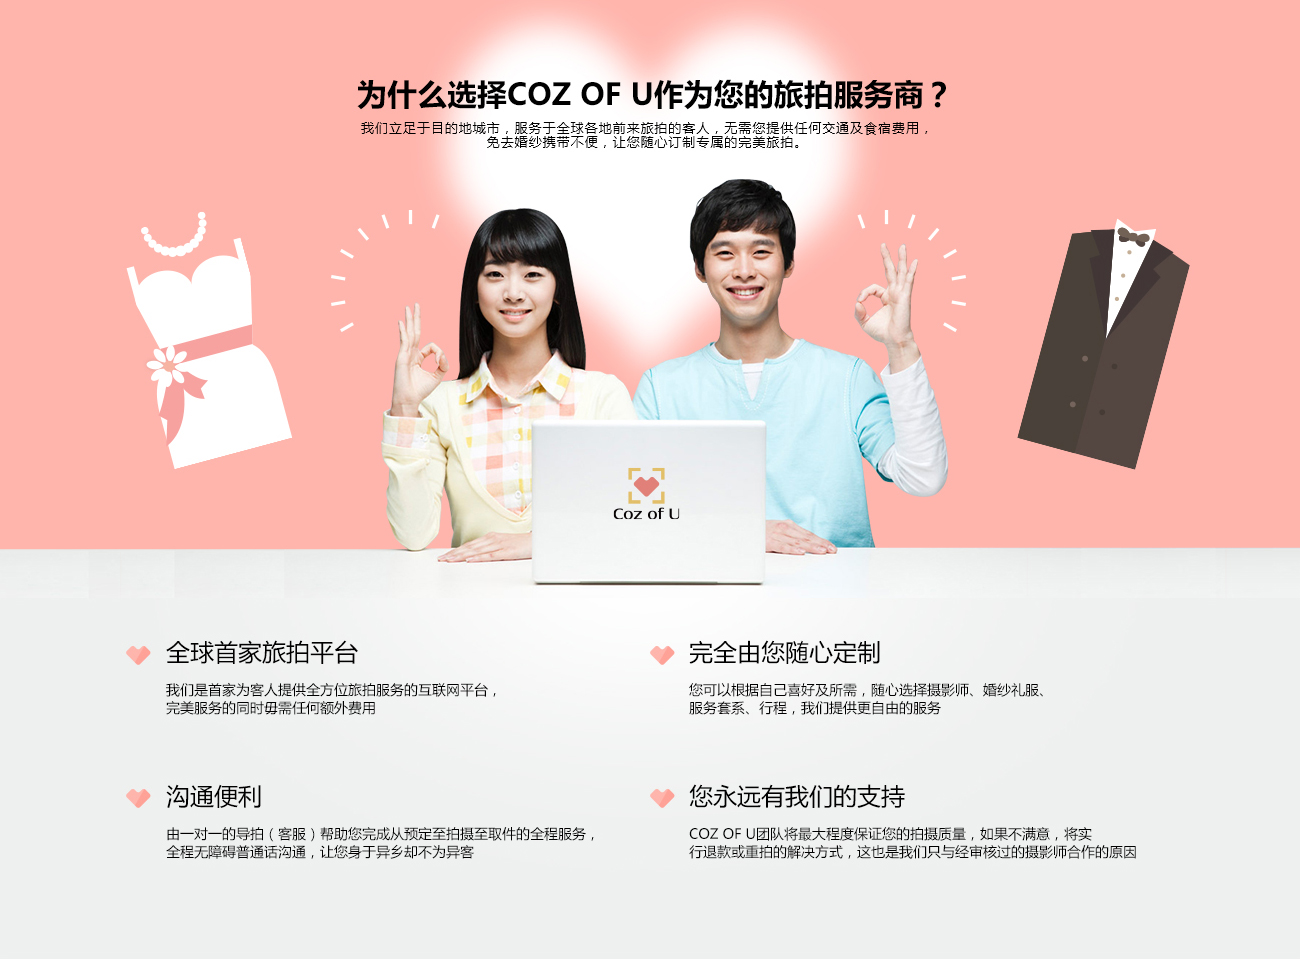 为什么选择COZ OF U作为您的旅拍服务商？
我们立足于目的地城市，服务于全球各地前来旅拍的客人，无需您提供任何交通及食宿费用，
免去婚纱携带不便，让您随心订制专属的完美旅拍。
Coz of U
全球首家旅拍平台
我们是首家为客人提供全方位旅拍服务的互联网平台，
完美服务的同时毋需任何额外费用
完全由您随心定制
您可以根据自己喜好及所需，随心选择摄影师、婚纱礼服、
服务套系、行程，我们提供更自由的服务
沟通便利
由一对一的导拍（客服）帮助您完成从预定至拍摄至取件的全程服务，
全程无障碍普通话沟通，让您身于异乡却不为异客
您永远有我们的支持
COZ OF U团队将最大程度保证您的拍摄质量，如果不满意，将实
行退款或重拍的解决方式，这也是我们只与经审核过的摄影师合作的原因